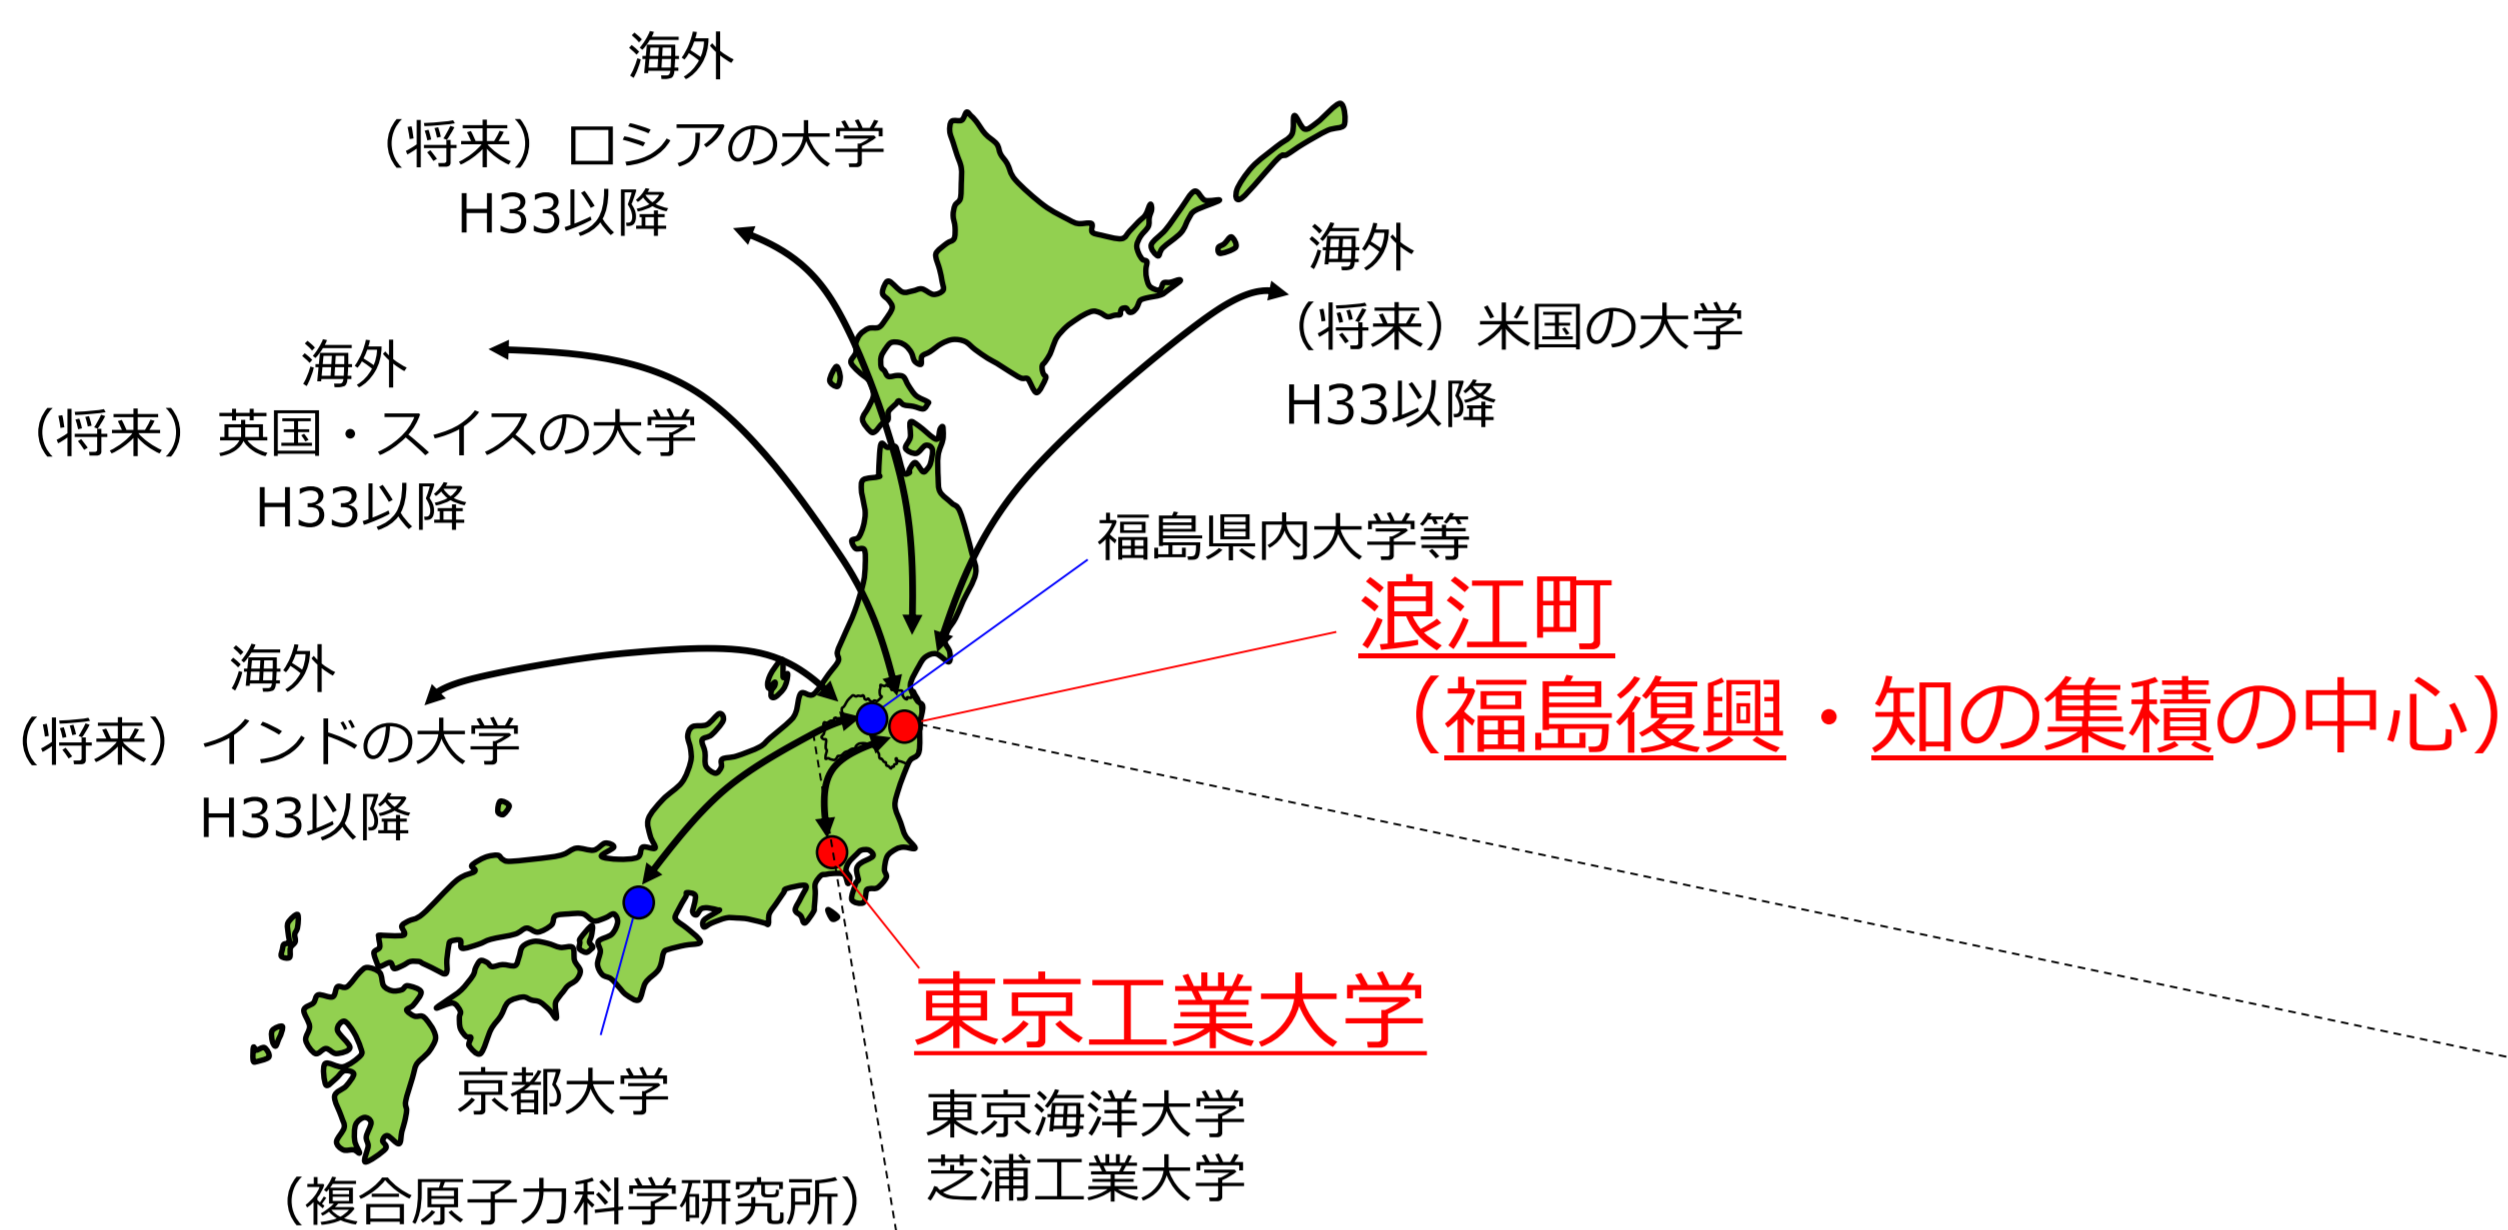 海外
（将来）ロシアの大学
H33以降
海外
（将来）米国の大学
H33以降
海外
（将来）英国・スイスの大学
H33以降
福島県内大学等
浪江町
（福島復興・知の集積の中心）
海外
（将来）インドの大学
H33以降
東京工業大学
東京海洋大学
芝浦工業大学
京都大学
（複合原子力科学研究所）